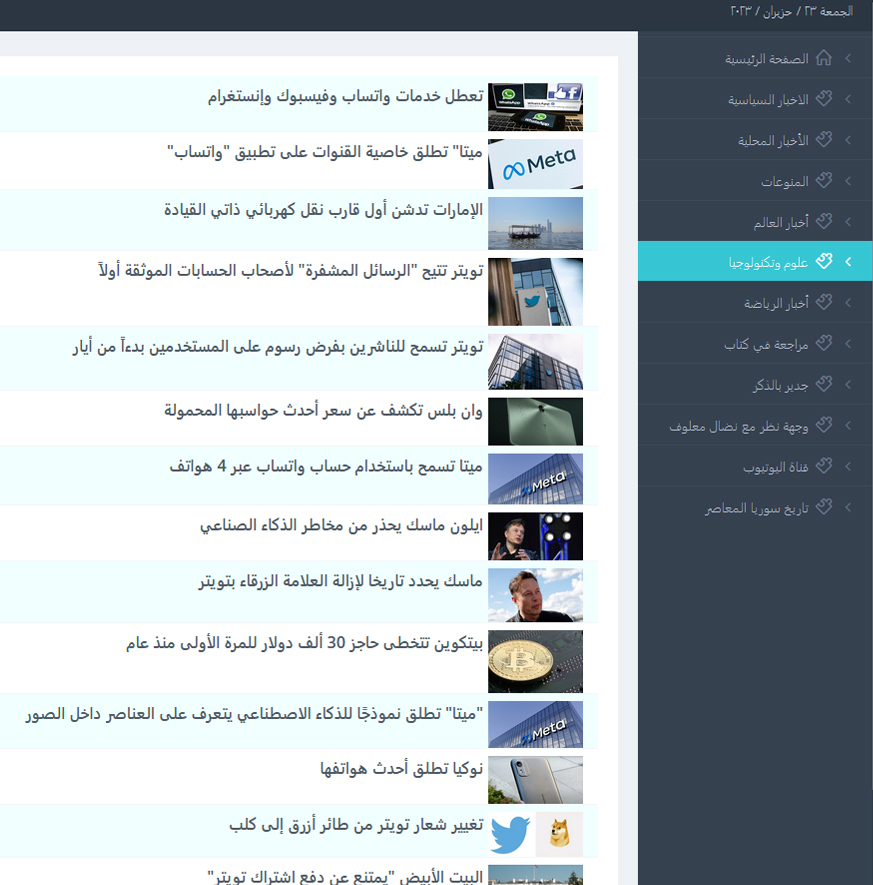 الجمعة ٢٣ / حزيران / ٢٠٢٣
الصفحة الرئيسية
الاخبار السياسية
الأخبار المحلية
المنوعات
أخبار العالم
علوم وتكنولوجيا
أخبار الرياضة
مراجعة في كتاب
جدير بالذكر
وجهة نظر مع نضال معلوف
قناة اليوتيوب
تاريخ سوريا المعاصر
تعطل خدمات واتساب وفيسبوك وإنستغرام
ميتا" تطلق خاصية القنوات على تطبيق "واتساب"
الإمارات تدشن أول قارب نقل كهربائي ذاتي القيادة
تويتر تتيح "الرسائل المشفرة" لأصحاب الحسابات الموثقة أولاً
تويتر تسمح للناشرين بفرض رسوم على المستخدمين بدءاً من أيار
وان بلس تكشف عن سعر أحدث حواسبها المحمولة
ميتا تسمح باستخدام حساب واتساب عبر 4 هواتف
ايلون ماسك يحذر من مخاطر الذكاء الصناعي
ماسك يحدد تاريخا لإزالة العلامة الزرقاء بتويتر
بيتكوين تتخطى حاجز 30 ألف دولار للمرة الأولى منذ عام
"ميتا" تطلق نموذجًا للذكاء الاصطناعي يتعرف على العناصر داخل الصور
نوكيا تطلق أحدث هواتفها
تغيير شعار تويتر من طائر أزرق إلى كلب
البيت الأبيض "يمتنع عن دفع اشتراك تويتر"
WhatsApp
WhatsApp
Meta
Meta
Meta